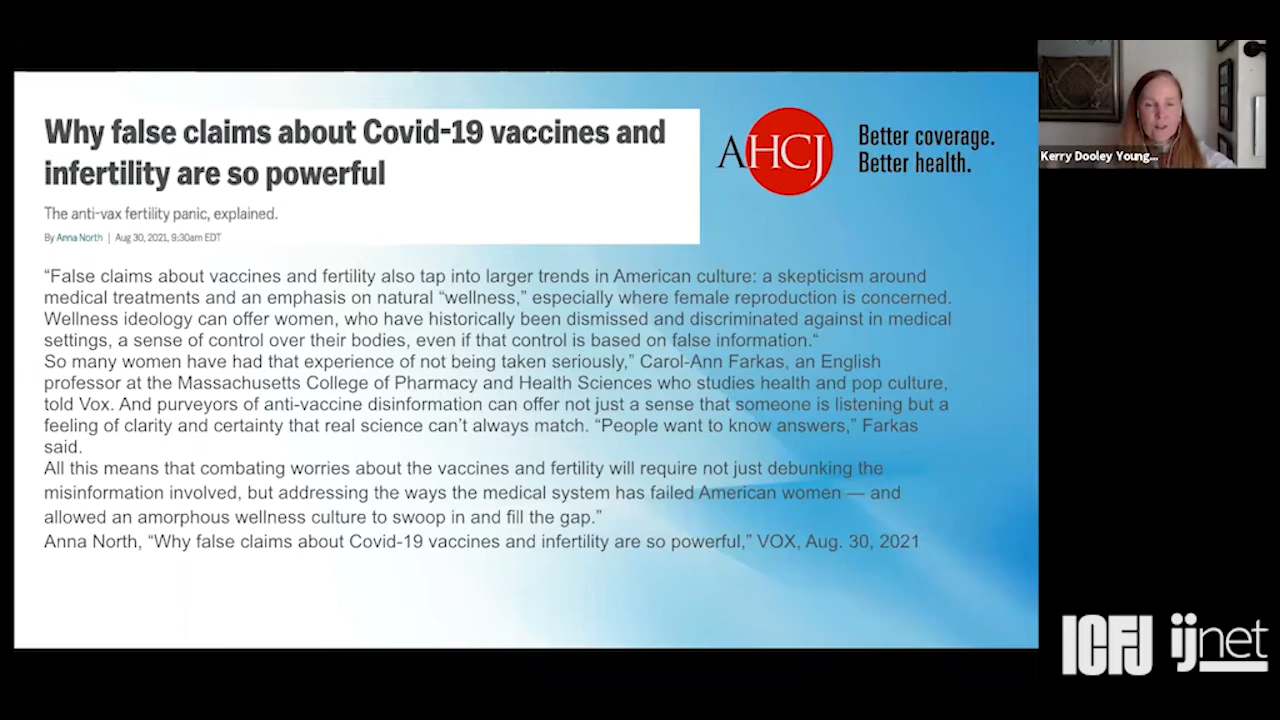 Why false claims about Covid-19 vaccines and
infertility are so powerful
The anti-vax fertility panic, explained.
By Anna North | Aug 30, 2021, 9:30am EDT
AHCJ
Better coverage.
Better health.
“False claims about vaccines and fertility also tap into larger trends in American culture: a skepticism around
medical treatments and an emphasis on natural “wellness,” especially where female reproduction is concerned.
Wellness ideology can offer women, who have historically been dismissed and discriminated against in medical
settings, a sense of control over their bodies, even if that control is based on false information.“
So many women have had that experience of not being taken seriously,” Carol-Ann Farkas, an English
professor at the Massachusetts College of Pharmacy and Health Sciences who studies health and pop culture,
told Vox. And purveyors of anti-vaccine disinformation can offer not just a sense that someone is listening but a
feeling of clarity and certainty that real science can’t always match. “People want to know answers,” Farkas
said.
All this means that combating worries about the vaccines and fertility will require not just debunking the
misinformation involved, but addressing the ways the medical system has failed American women — and
allowed an amorphous wellness culture to swoop in and fill the gap.”
Anna North, “Why false claims about Covid-19 vaccines and infertility are so powerful,” VOX, Aug. 30, 2021
Kerry Dooley Young...
ICFJ ijnet